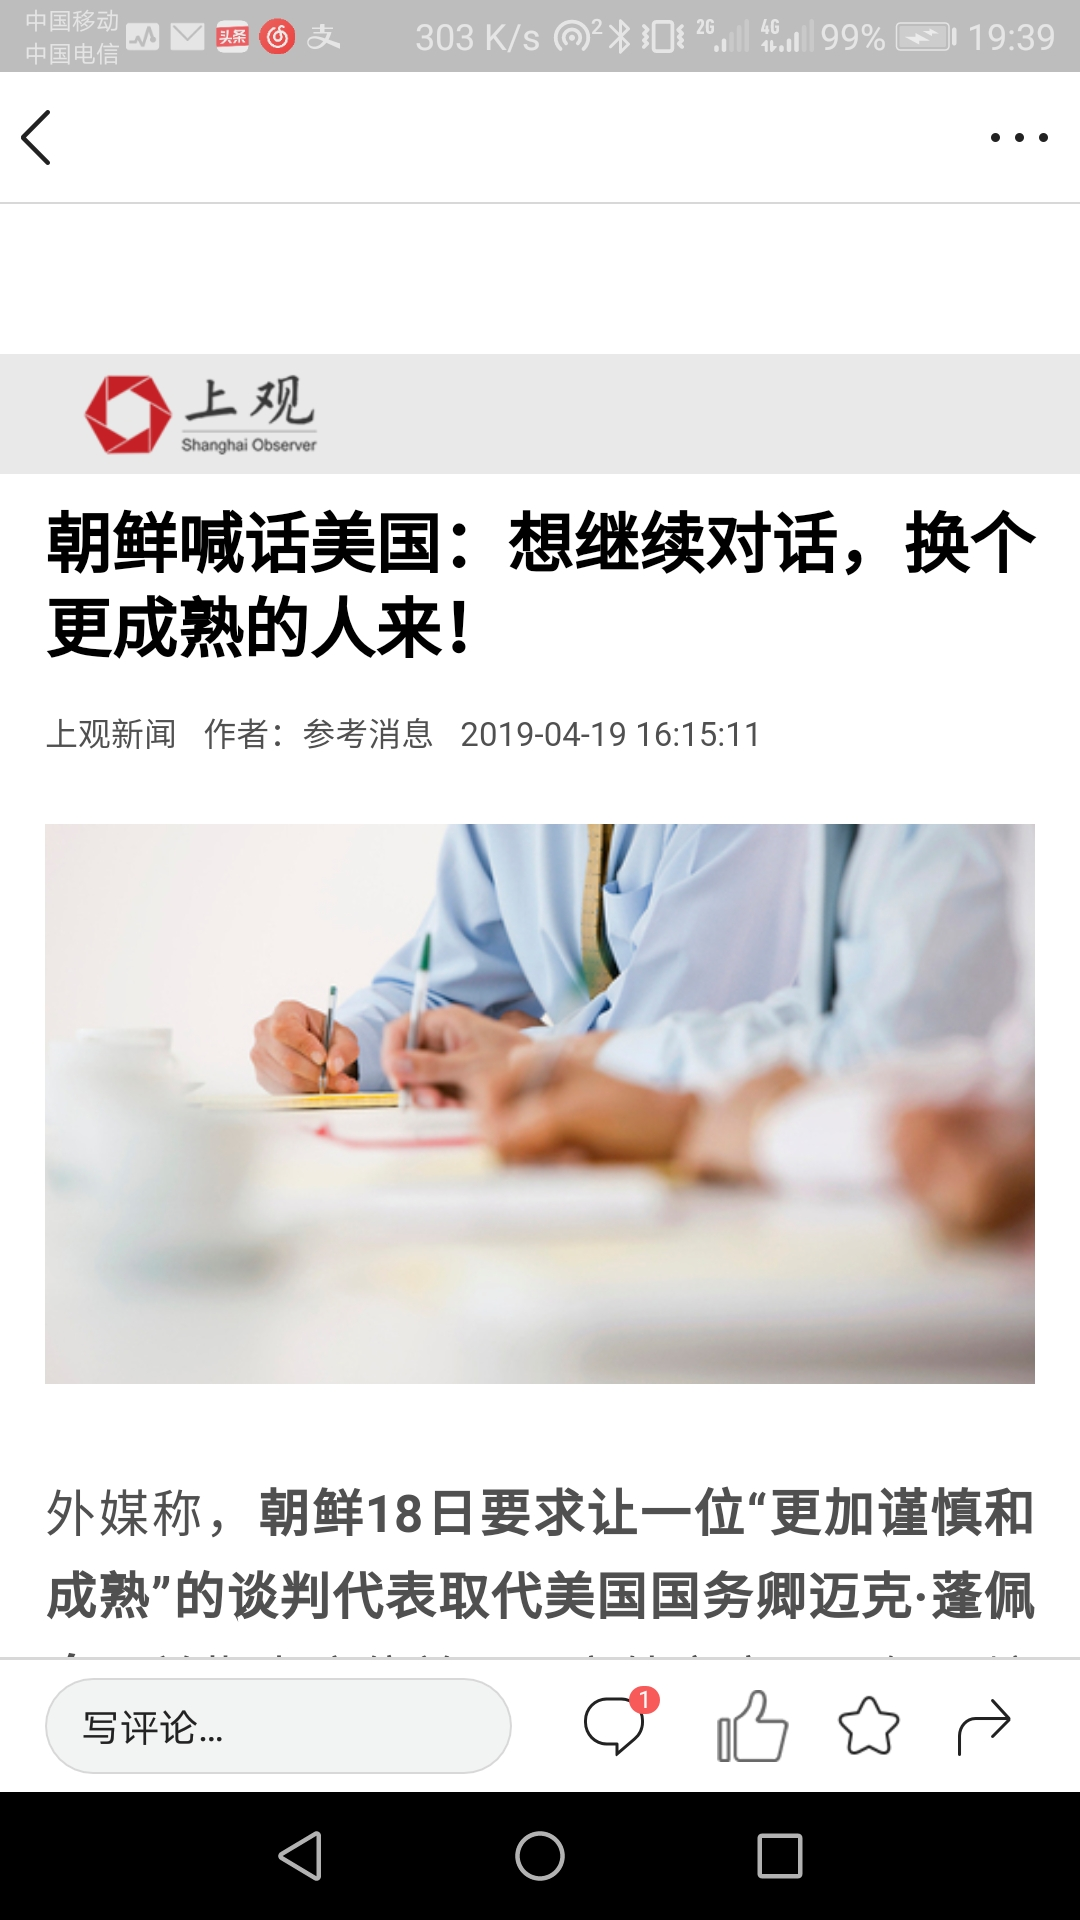 中国移动
中国电信
头条
支
303 K/s
2
2G
4G
99%
19:39
上观
Shanghai Observer
朝鲜喊话美国：想继续对话，换个
更成熟的人来！
上观新闻 作者：参考消息 2019-04-19 16:15:11
外媒称，朝鲜18日要求让一位“更加谨慎和
成熟”的谈判代表取代美国国务卿迈克·蓬佩
写评论...
1